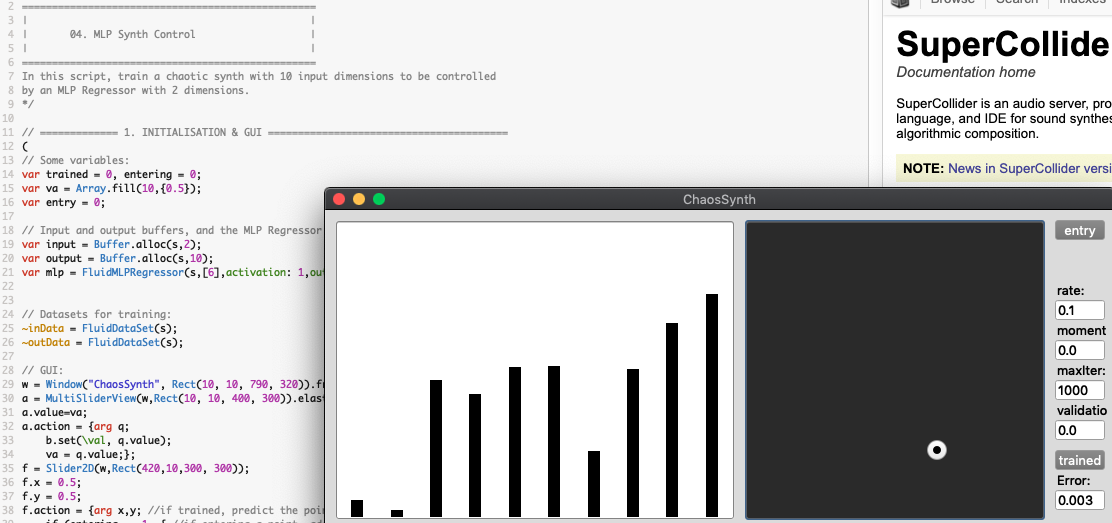 2 =================================================
3 | |
4 | 04. MLP Synth Control |
5 | |
6 =================================================
7 In this script, train a chaotic synth with 10 input dimensions to be controlled
8 by an MLP Regressor with 2 dimensions.
9 */
10
11 // ============= 1. INITIALISATION & GUI ========================================
12 (
13 // Some variables:
14 var trained = 0, entering = 0;
15 var va = Array.fill(10,{0.5});
16 var entry = 0;
17
18 // Input and output buffers, and the MLP Regressor
19 var input = Buffer.alloc(s,2);
20 var output = Buffer.alloc(s,10);
21 var mlp = FluidMLPRegressor(s,[6],activation: 1,out
22
23
24 // Datasets for training:
25 ~inData = FluidDataSet(s);
26 ~outData = FluidDataSet(s);
27
28 // GUI:
29 w = Window("ChaosSynth", Rect(10, 10, 790, 320)).fr
30 a = MultiSliderView(w,Rect(10, 10, 400, 300)).elast
31 a.value=va;
32 a.action = {arg q;
33 b.set(\val, q.value);
34 va = q.value;};
35 f = Slider2D(w,Rect(420,10,300, 300));
36 f.x = 0.5;
37 f.y = 0.5;
38 f.action = {arg x,y; //if trained, predict the poin
Browse Search Indexes
SuperCollide
Documentation home
SuperCollider is an audio server, pro
language, and IDE for sound synthes
algorithmic composition.
NOTE: News in SuperCollider versi
ChaosSynth
entry
rate:
0.1
moment
0.0
maxIter:
1000
validatio
0.0
trained
Error:
0.003